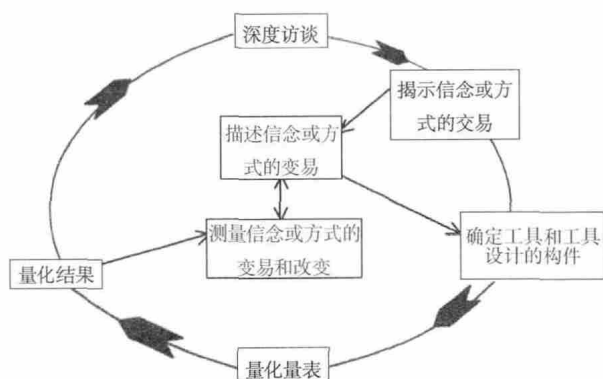 深度访谈
揭示信念或
方式的交易
描述信念或方
式的变易
测量信念或方式的
变易和改变
确定工具和工具
设计的构件
量化结果
量化量表